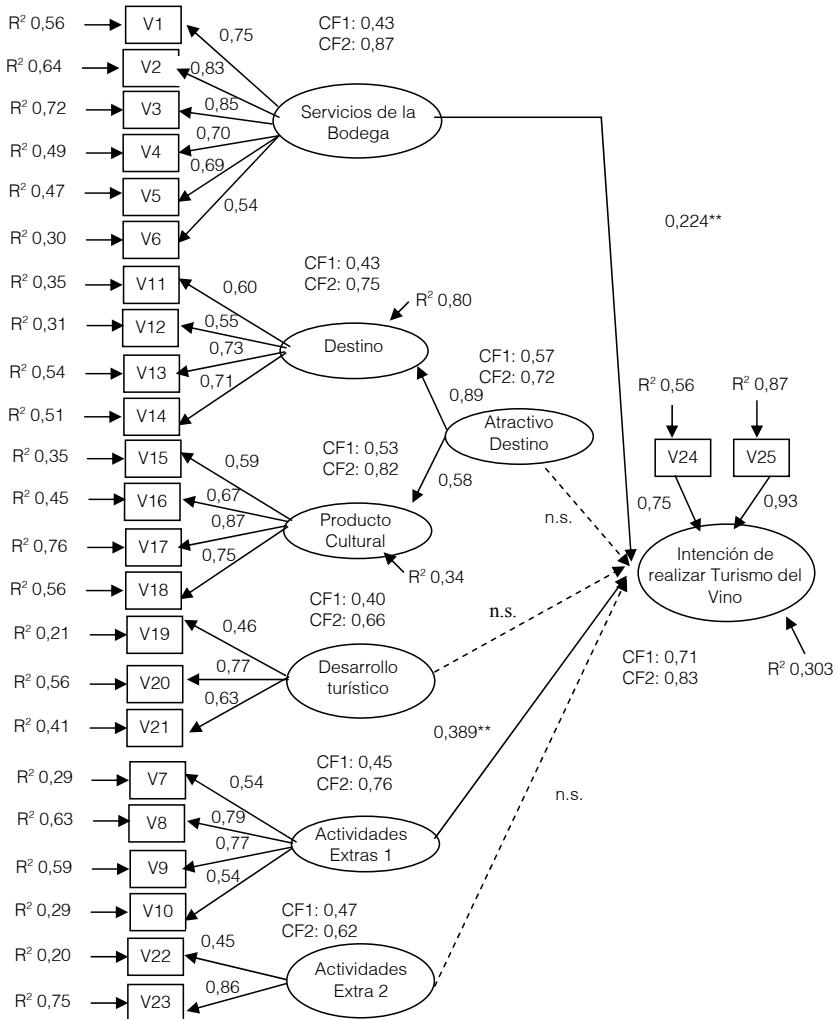 R² 0,56
V1
0,75
CF1: 0,43
CF2: 0,87
R² 0,64
V2
0,83
R² 0,72
V3
0,85
Servicios de la
Bodega
R² 0,49
V4
0,70
R² 0,47
V5
0,69
R² 0,30
V6
0,54
0,224**
R² 0,35
V11
0,60
CF1: 0,43
CF2: 0,75
R² 0,80
R² 0,31
V12
0,55
Destino
R² 0,54
V13
0,73
R² 0,51
V14
0,71
CF1: 0,57
CF2: 0,72
0,89
Atractivo
Destino
R² 0,56
R² 0,87
V24
V25
0,75
0,93
R² 0,35
V15
0,59
CF1: 0,53
CF2: 0,82
0,58
R² 0,45
V16
0,67
Producto
Cultural
n.s.
R² 0,76
V17
0,87
R² 0,56
V18
0,75
R² 0,34
Intención de
realizar Turismo del
Vino
R² 0,21
V19
0,46
CF1: 0,40
CF2: 0,66
n.s.
R² 0,56
V20
0,77
Desarrollo
turístico
CF1: 0,71
CF2: 0,83
R² 0,303
R² 0,41
V21
0,63
0,389**
R² 0,29
V7
0,54
CF1: 0,45
CF2: 0,76
n.s.
R² 0,63
V8
0,79
Actividades
Extras 1
R² 0,59
V9
0,77
R² 0,29
V10
0,54
CF1: 0,47
CF2: 0,62
R² 0,20
V22
0,45
Actividades
Extra 2
R² 0,75
V23
0,86